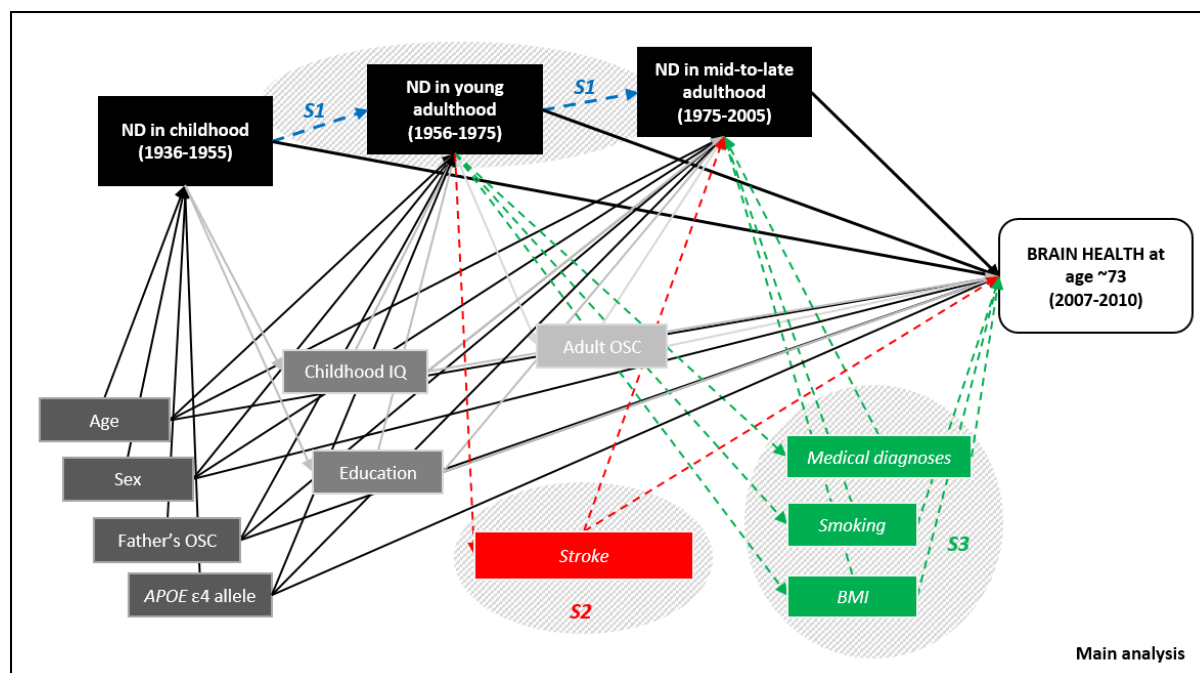 ND in childhood
(1936-1955)
S1
ND in young
adulthood
(1956-1975)
S1
ND in mid-to-late
adulthood
(1975-2005)
BRAIN HEALTH at
age ~73
(2007-2010)
Adult OSC
Childhood IQ
Education
Age
Sex
Father's OSC
APOE ε4 allele
Stroke
S2
Medical diagnoses
Smoking
BMI
S3
Main analysis